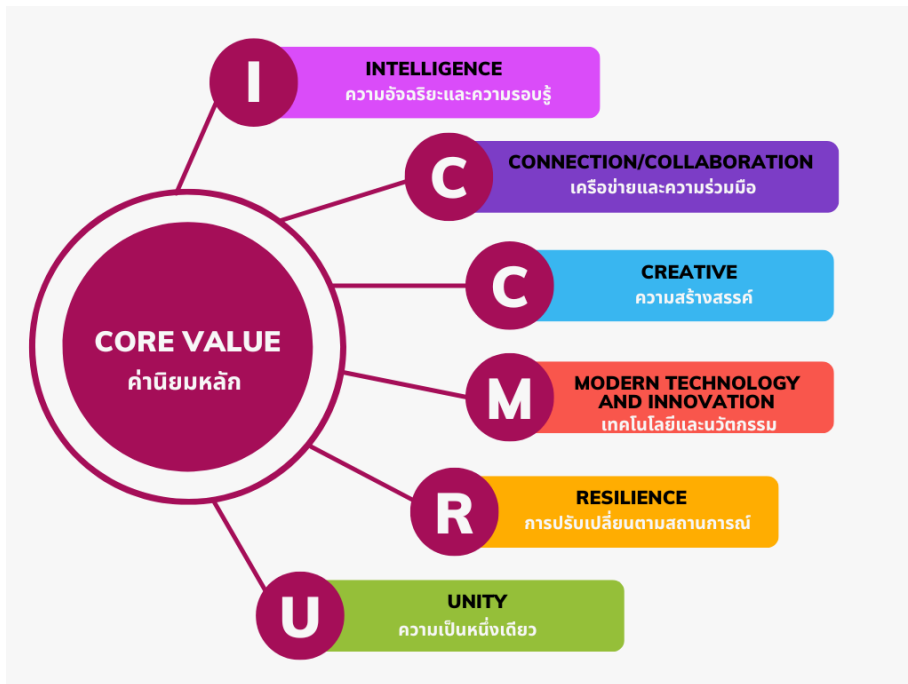 I
INTELLIGENCE
ความอัจฉริยะและความรอบรู้
C
CONNECTION/COLLABORATION
เครือข่ายและความร่วมมือ
C
CREATIVE
ความสร้างสรรค์
CORE VALUE
ค่านิยมหลัก
M
MODERN TECHNOLOGY
AND INNOVATION
เทคโนโลยีและนวัตกรรม
R
RESILIENCE
การปรับเปลี่ยนตามสถานการณ์
U
UNITY
ความเป็นหนึ่งเดียว